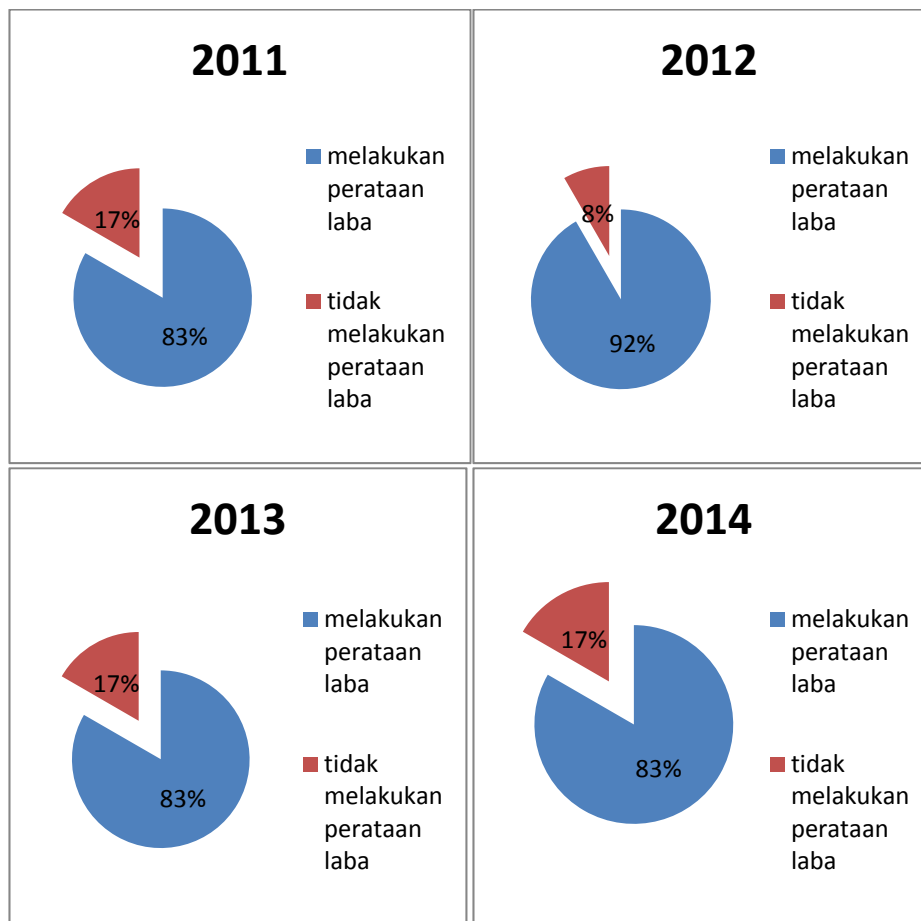 2011
17%
83%
melakukan
perataan
laba
tidak
melakukan
perataan
laba
2012
8%
92%
melakukan
perataan
laba
tidak
melakukan
perataan
laba
2013
17%
83%
melakukan
perataan
laba
tidak
melakukan
perataan
laba
2014
17%
83%
melakukan
perataan
laba
tidak
melakukan
perataan
laba